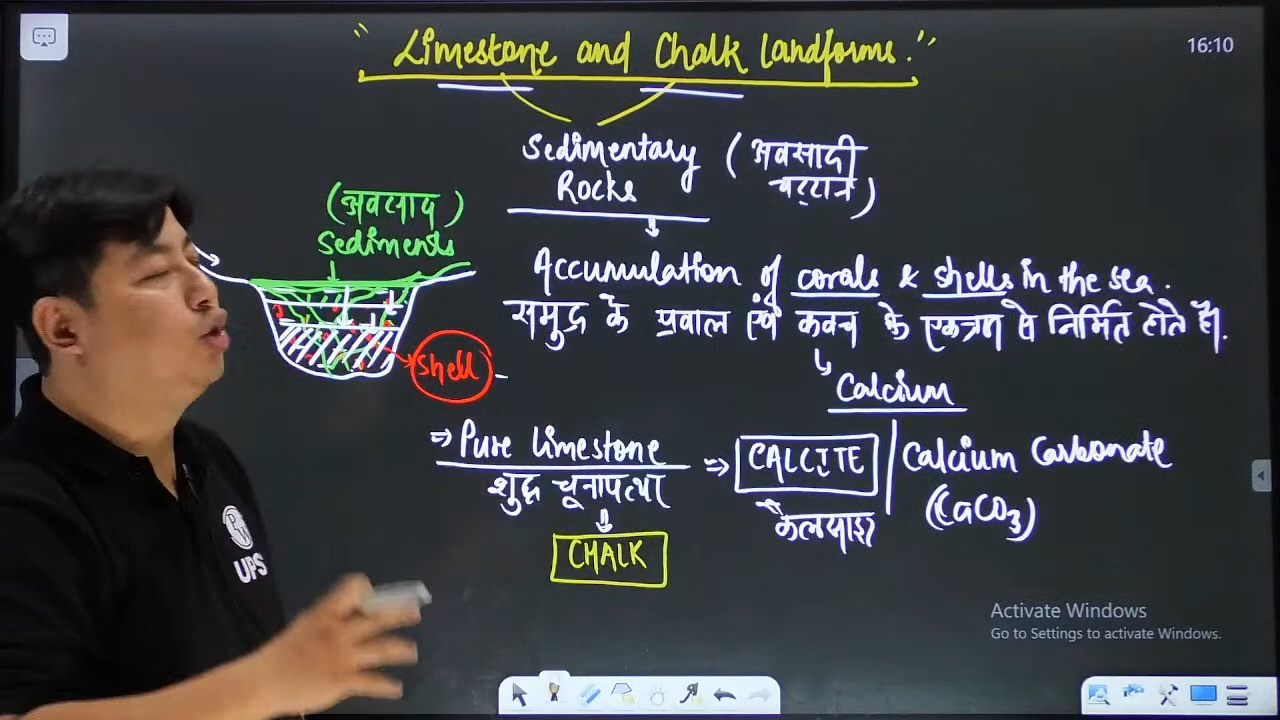 " Limestone and Chalk landforms. "
16:10
Sedimentary (अवसादी
Rocks चट्टान)
(अवसाद)
Sediments
Accumulation of corals & shells in the sea.
समुद्र के प्रवाल एवं कवच के एकत्रण से निर्मित होते हैं।
Shell
Calcium
⇒ Pure limestone ⇒ CALCITE | Calcium Carbonate
शुद्ध चूनापत्थर कैलसाइट (CaCO₃)
CHALK
PW
UPS
Activate Windows
Go to Settings to activate Windows.